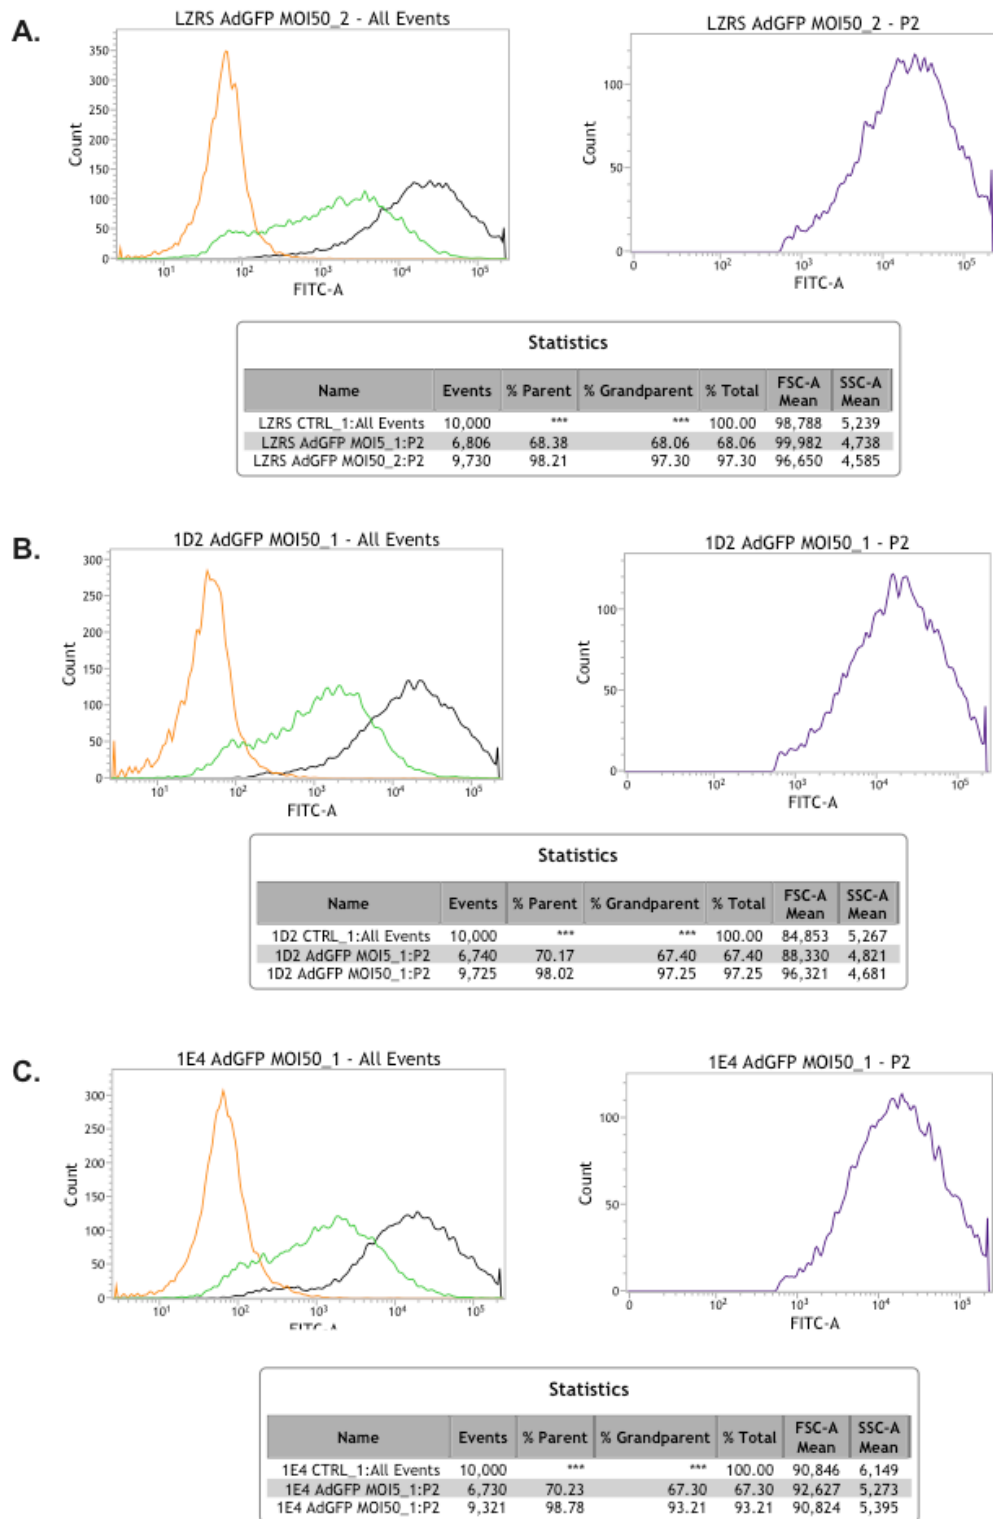 A.
LZRS AdGFP MOI50_2 - All Events
350
300
250
200
150
100
50
0
Count
10¹ 10² 10³ 10⁴ 10⁵
FITC-A
LZRS AdGFP MOI50_2 - P2
100
50
0
Count
0 10² 10³ 10⁴ 10⁵
FITC-A
Statistics
Name Events % Parent % Grandparent % Total FSC-A Mean SSC-A Mean
LZRS CTRL_1:All Events 10,000 *** *** 100.00 98,788 5,239
LZRS AdGFP MOI5_1:P2 6,806 68.38 68.06 68.06 99,982 4,738
LZRS AdGFP MOI50_2:P2 9,730 98.21 97.30 97.30 96,650 4,585
B.
1D2 AdGFP MOI50_1 - All Events
300
250
200
150
100
50
0
Count
10¹ 10² 10³ 10⁴ 10⁵
FITC-A
1D2 AdGFP MOI50_1 - P2
100
50
0
Count
0 10² 10³ 10⁴ 10⁵
FITC-A
Statistics
Name Events % Parent % Grandparent % Total FSC-A Mean SSC-A Mean
1D2 CTRL_1:All Events 10,000 *** *** 100.00 84,853 5,267
1D2 AdGFP MOI5_1:P2 6,740 70.17 67.40 67.40 88,330 4,821
1D2 AdGFP MOI50_1:P2 9,725 98.02 97.25 97.25 96,321 4,681
C.
1E4 AdGFP MOI50_1 - All Events
300
250
200
150
100
50
0
Count
10¹ 10² 10³ 10⁴ 10⁵
FITC-A
1E4 AdGFP MOI50_1 - P2
100
50
0
Count
0 10² 10³ 10⁴ 10⁵
FITC-A
Statistics
Name Events % Parent % Grandparent % Total FSC-A Mean SSC-A Mean
1E4 CTRL_1:All Events 10,000 *** *** 100.00 90,846 6,149
1E4 AdGFP MOI5_1:P2 6,730 70.23 67.30 67.30 92,627 5,273
1E4 AdGFP MOI50_1:P2 9,321 98.78 93.21 93.21 90,824 5,395